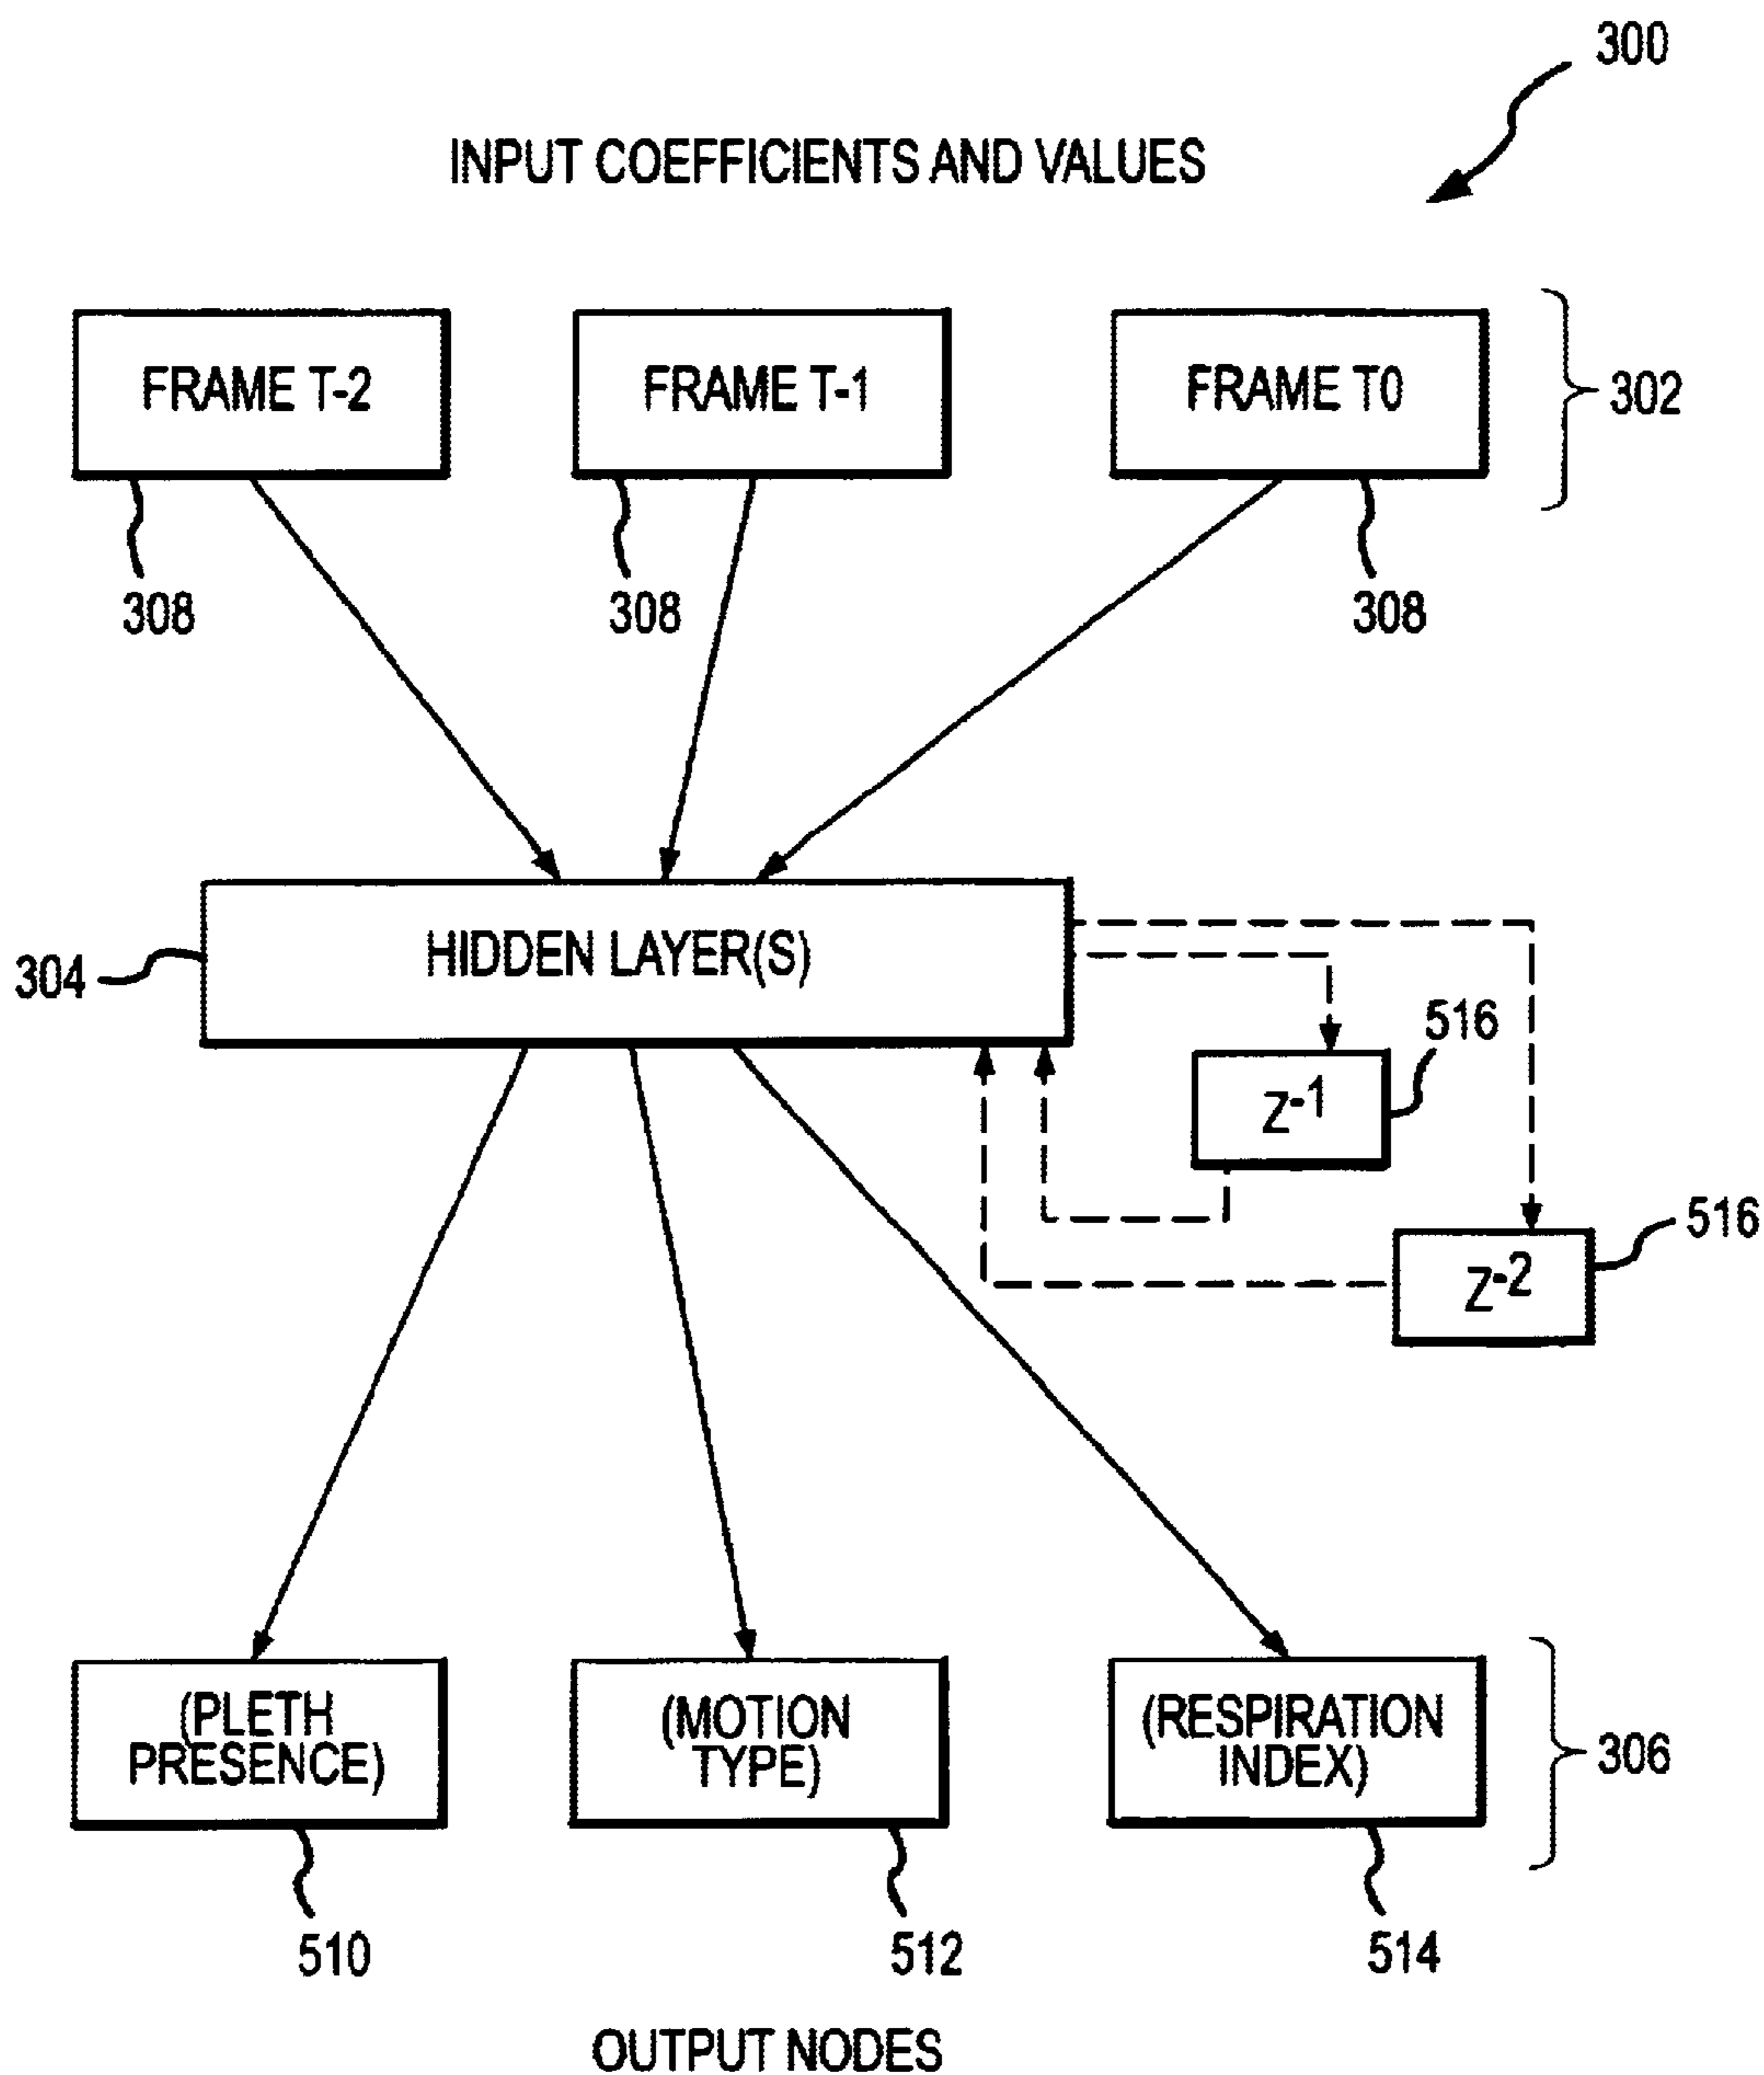 300
INPUT COEFFICIENTS AND VALUES
FRAME T-2
FRAME T-1
FRAME T0
302
308
308
308
HIDDEN LAYER(S)
304
516
Z-1
516
Z-2
(PLETH
PRESENCE)
(MOTION
TYPE)
(RESPIRATION
INDEX)
306
510
512
514
OUTPUT NODES